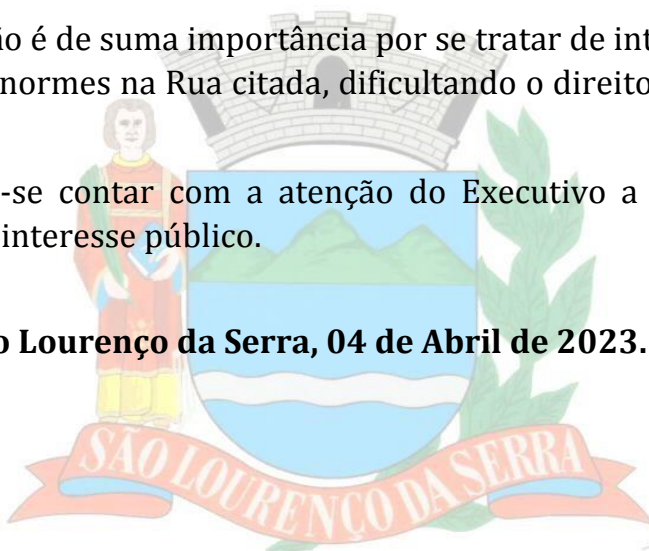 ão é de suma importância por se tratar de int
normes na Rua citada, dificultando o direito
-se contar com a atenção do Executivo a
interesse público.
o Lourenço da Serra, 04 de Abril de 2023.
SÃO LOURENÇO DA SERRA